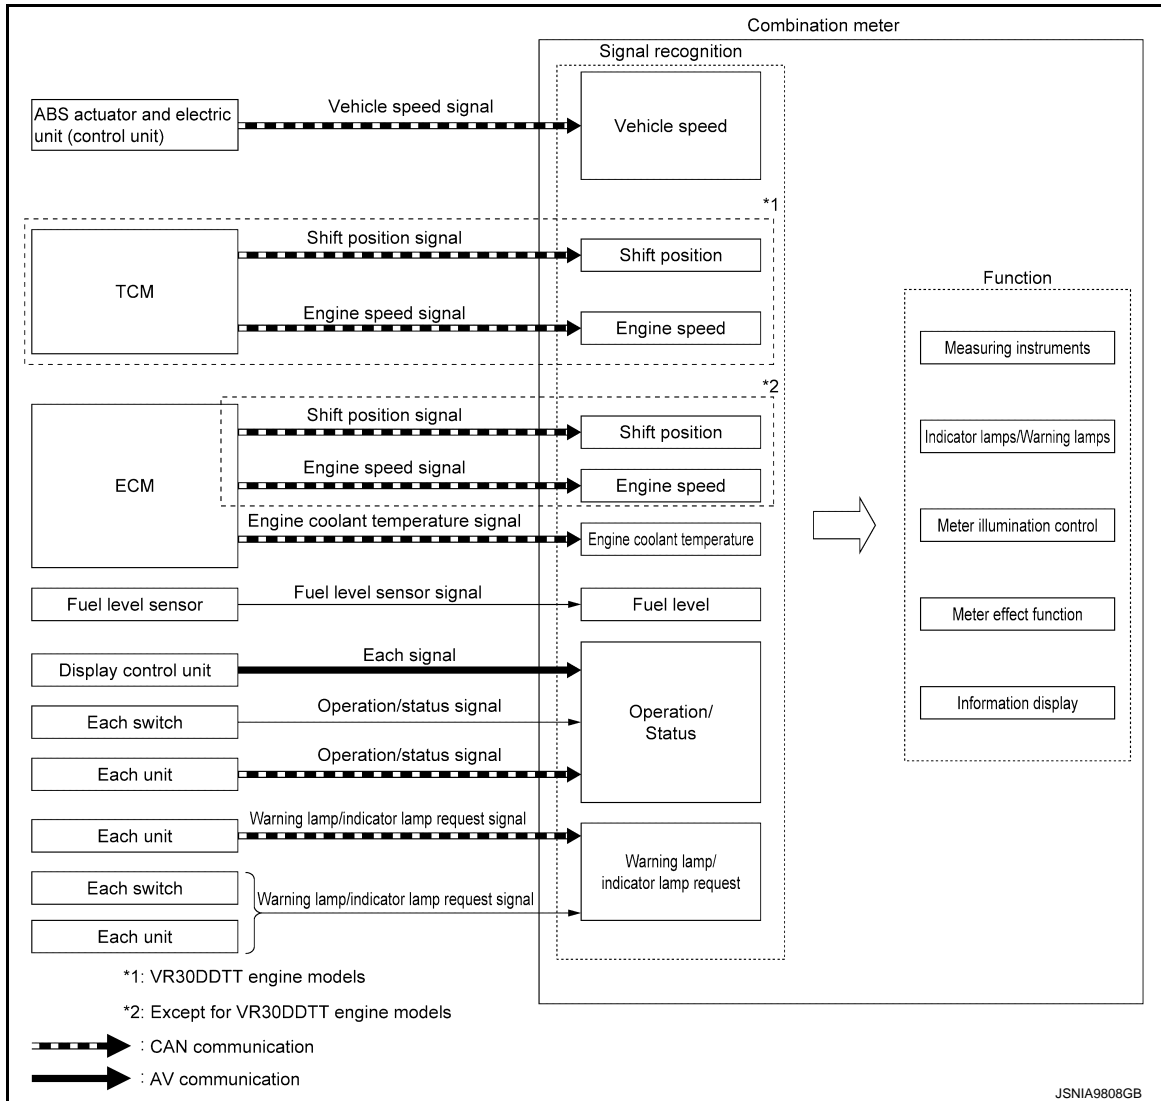 Combination meter
Signal recognition
ABS actuator and electric
unit (control unit)
Vehicle speed signal
Vehicle speed
*1
TCM
Shift position signal
Shift position
Engine speed signal
Engine speed
*2
ECM
Shift position signal
Shift position
Engine speed signal
Engine speed
Engine coolant temperature signal
Engine coolant temperature
Fuel level sensor
Fuel level sensor signal
Fuel level
Display control unit
Each signal
Each switch
Operation/status signal
Operation/
Status
Each unit
Operation/status signal
Each unit
Warning lamp/indicator lamp request signal
Warning lamp/
indicator lamp request
Each switch
Warning lamp/indicator lamp request signal
Each unit
Function
Measuring instruments
Indicator lamps/Warning lamps
Meter illumination control
Meter effect function
Information display
*1: VR30DDTT engine models
*2: Except for VR30DDTT engine models
: CAN communication
: AV communication
JSNIA9808GB